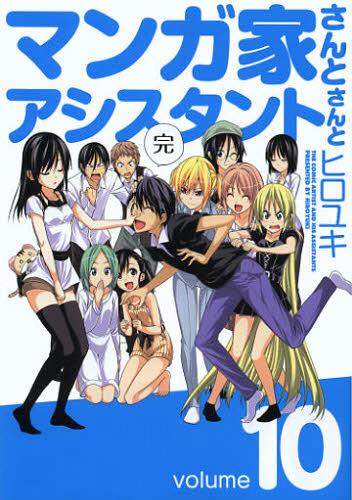 マンガ家さんと
アシスタントさんと
完
ヒロユキ
THE COMIC ARTIST AND HIS ASSISTANTS
PRESENTED BY HIROYUKI
volume 10